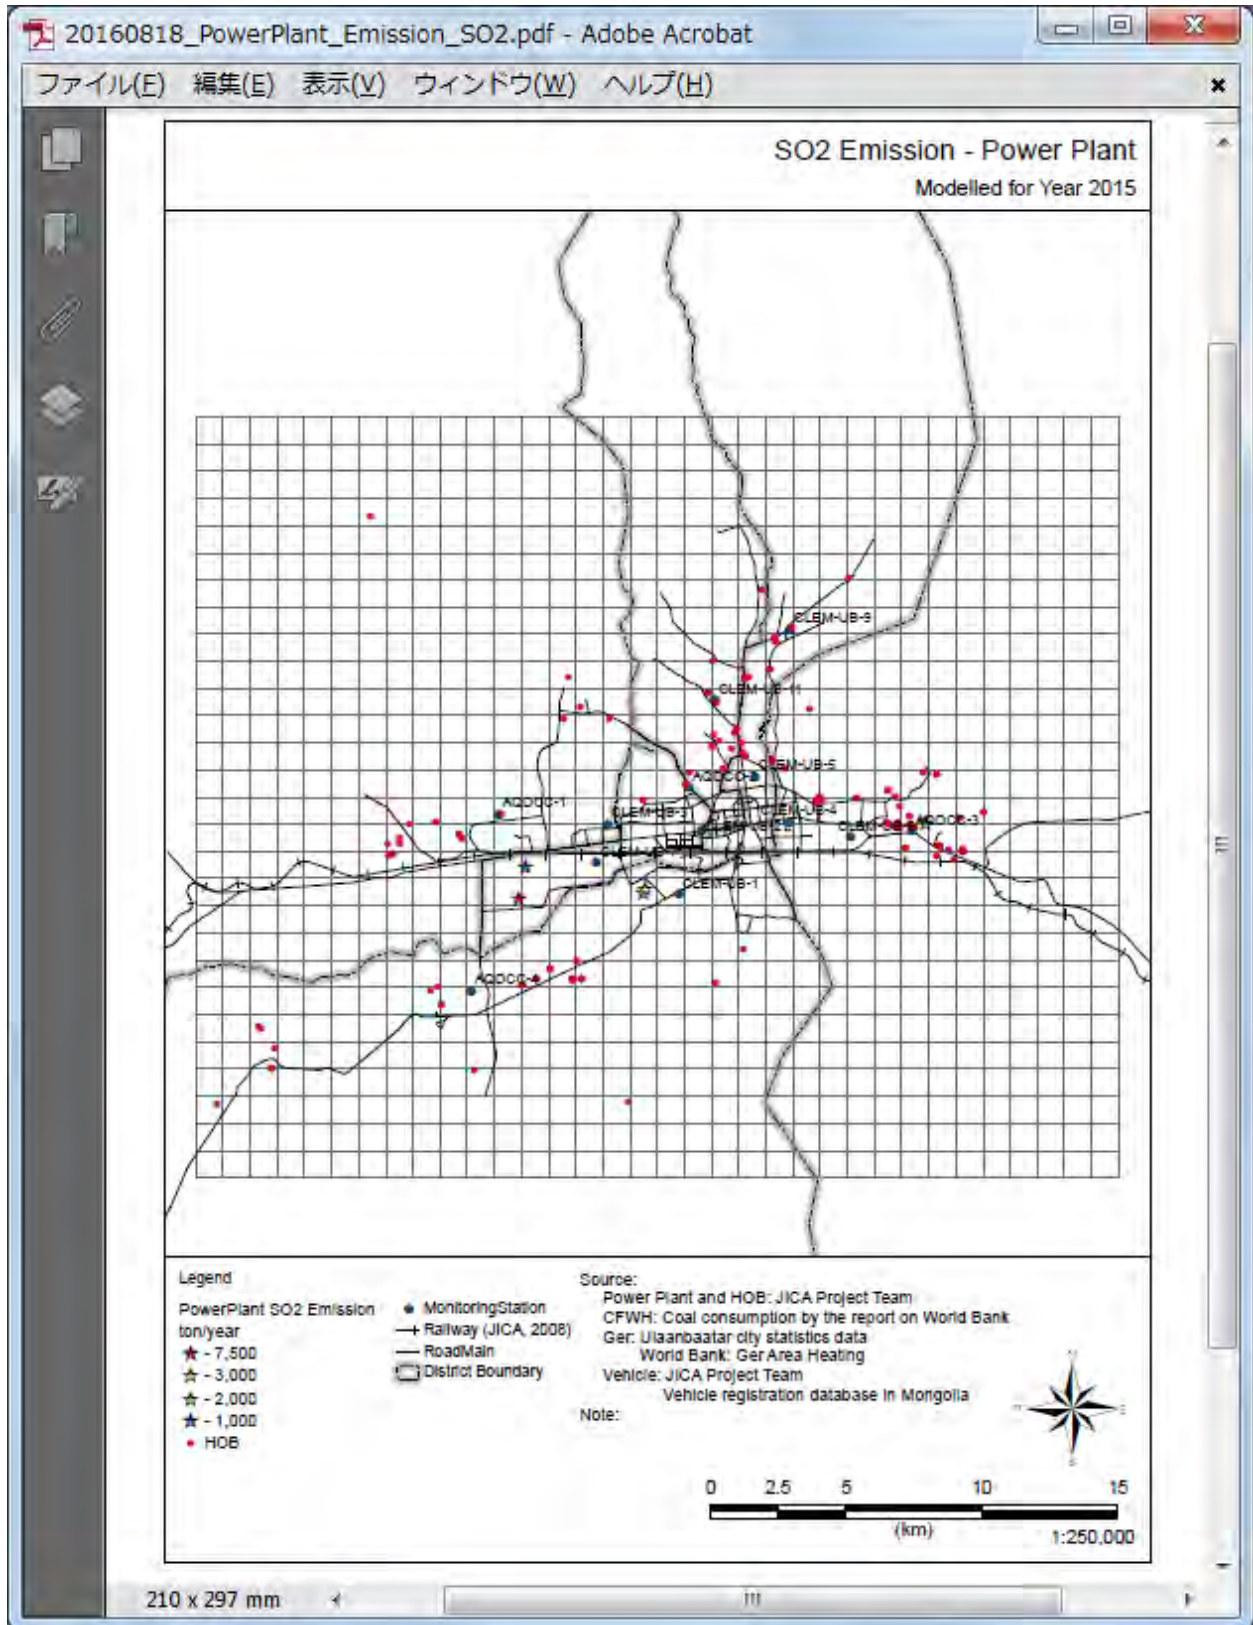 20160818_PowerPlant_Emission_SO2.pdf - Adobe Acrobat
ファイル(F) 編集(E) 表示(V) ウィンドウ(W) ヘルプ(H)
SO2 Emission - Power Plant
Modelled for Year 2015
CLEM-UB-9
CLEM-UB-11
CLEM-UB-5
AQDCC-1
CLEM-UB-4
AQDCC-3
CLEM-UB-1
Legend
PowerPlant SO2 Emission
ton/year
- 7,500
- 3,000
- 2,000
- 1,000
HOB
MonitoringStation
Railway (JICA, 2008)
RoadMain
District Boundary
Source:
Power Plant and HOB: JICA Project Team
CFWH: Coal consumption by the report on World Bank
Ger: Ulaanbaatar city statistics data
World Bank: Ger Area Heating
Vehicle: JICA Project Team
Vehicle registration database in Mongolia
Note:
0 2.5 5 10 15
(km)
1:250,000
210 x 297 mm